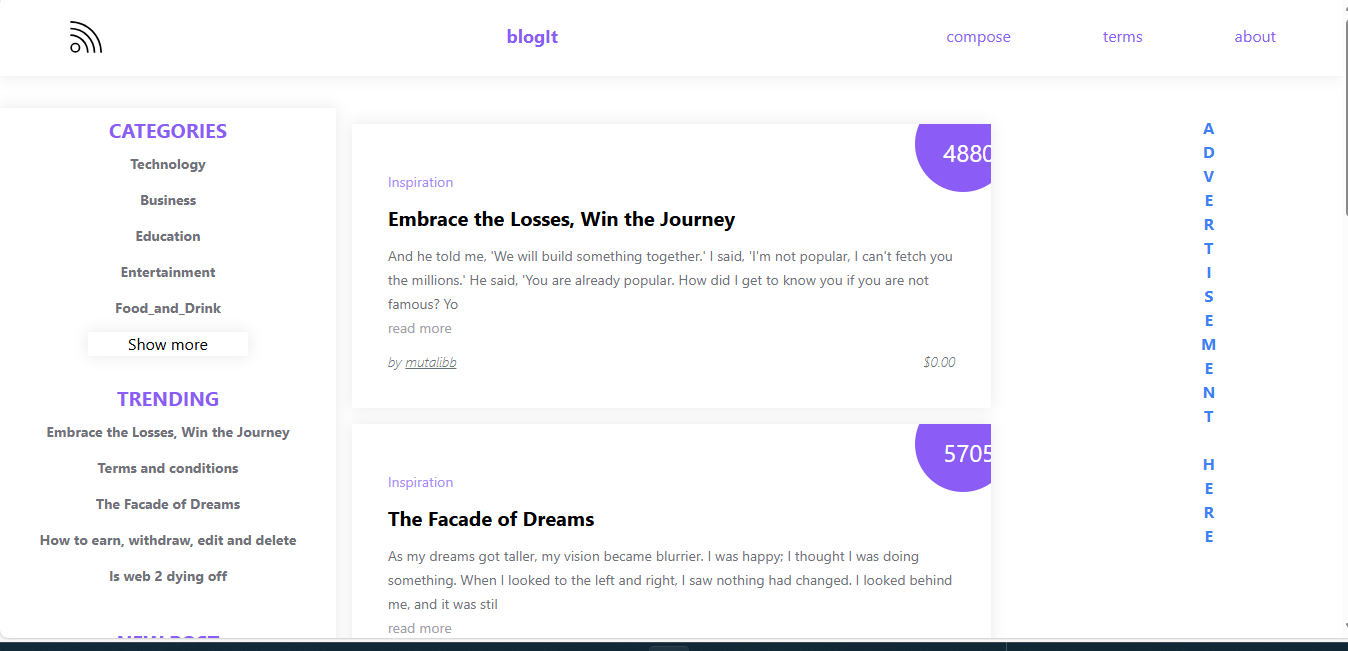 blogIt
compose
terms
about
CATEGORIES
Technology
Business
Education
Entertainment
Food_and_Drink
Show more
TRENDING
Embrace the Losses, Win the Journey
Terms and conditions
The Facade of Dreams
How to earn, withdraw, edit and delete
Is web 2 dying off
NEW POST
4880
Inspiration
Embrace the Losses, Win the Journey
And he told me, 'We will build something together.' I said, 'I'm not popular, I can't fetch you
the millions.' He said, 'You are already popular. How did I get to know you if you are not
famous? Yo
read more
by mutalibb
$0.00
5705
Inspiration
The Facade of Dreams
As my dreams got taller, my vision became blurrier. I was happy; I thought I was doing
something. When I looked to the left and right, I saw nothing had changed. I looked behind
me, and it was stil
read more
A
D
V
E
R
T
I
S
E
M
E
N
T
H
E
R
E